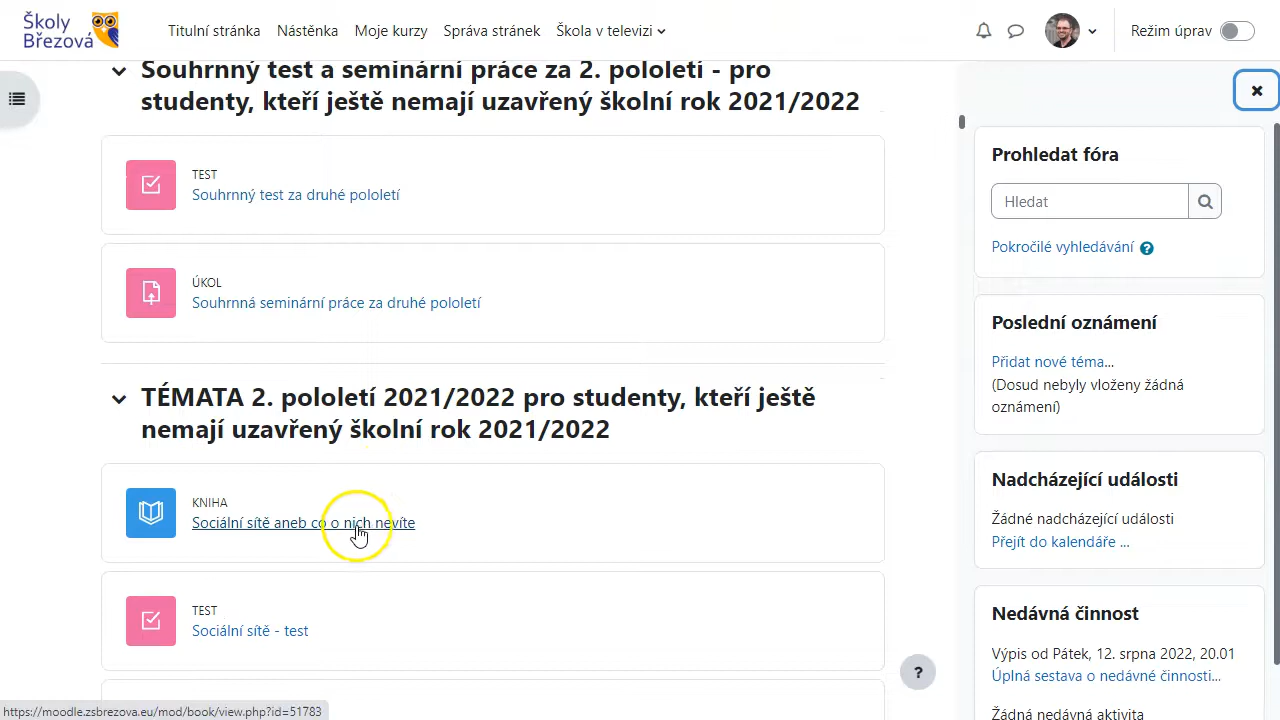 Školy
Březová
Titulní stránka Nástěnka Moje kurzy Správa stránek Škola v televizi
Režim úprav
Souhrnný test a seminární práce za 2. pololetí - pro
studenty, kteří ještě nemají uzavřený školní rok 2021/2022
TEST
Souhrnný test za druhé pololetí
ÚKOL
Souhrnná seminární práce za druhé pololetí
TÉMATA 2. pololetí 2021/2022 pro studenty, kteří ještě
nemají uzavřený školní rok 2021/2022
KNIHA
Sociální sítě aneb co o nich nevíte
TEST
Sociální sítě - test
Prohledat fóra
Hledat
Pokročilé vyhledávání ?
Poslední oznámení
Přidat nové téma...
(Dosud nebyly vloženy žádná
oznámení)
Nadcházející události
Žádné nadcházející události
Přejít do kalendáře ...
Nedávná činnost
Výpis od Pátek, 12. srpna 2022, 20.01
Úplná sestava o nedávné činnosti...
Žádná nedávná aktivita
?
https://moodle.zsbrezova.eu/mod/book/view.php?id=51783